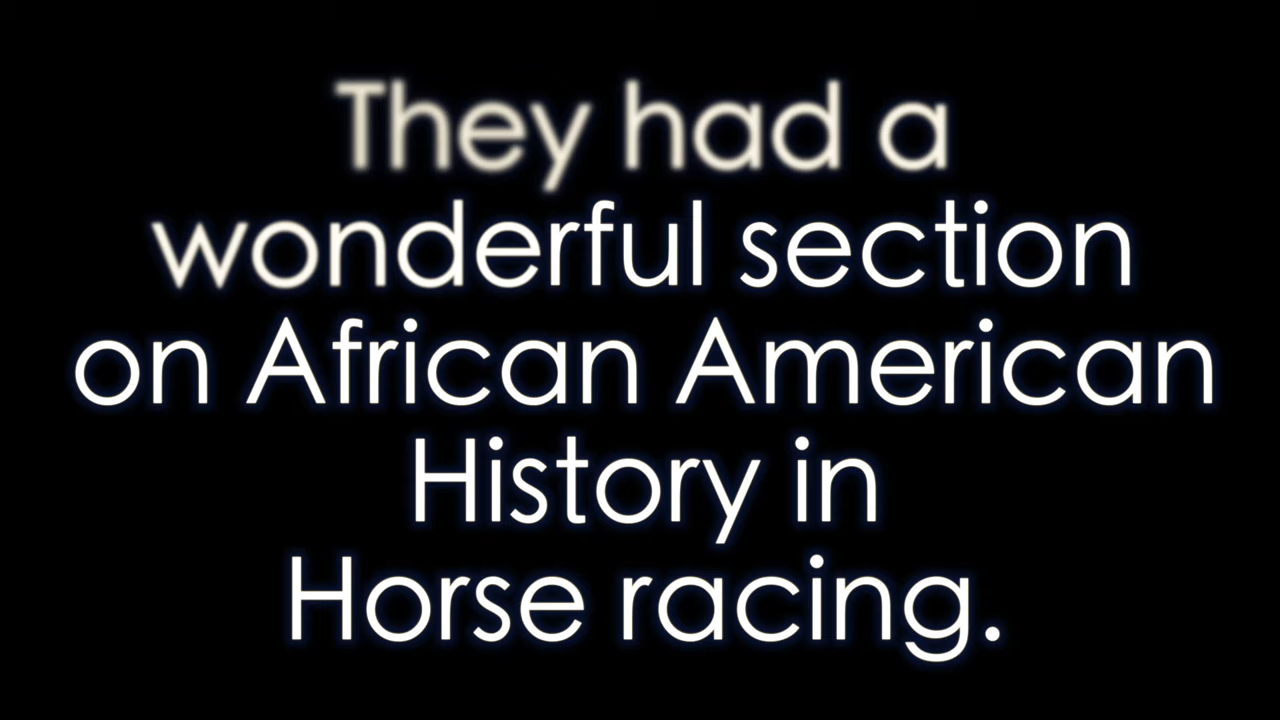 They had a
wonderful section
on African American
History in
Horse racing.